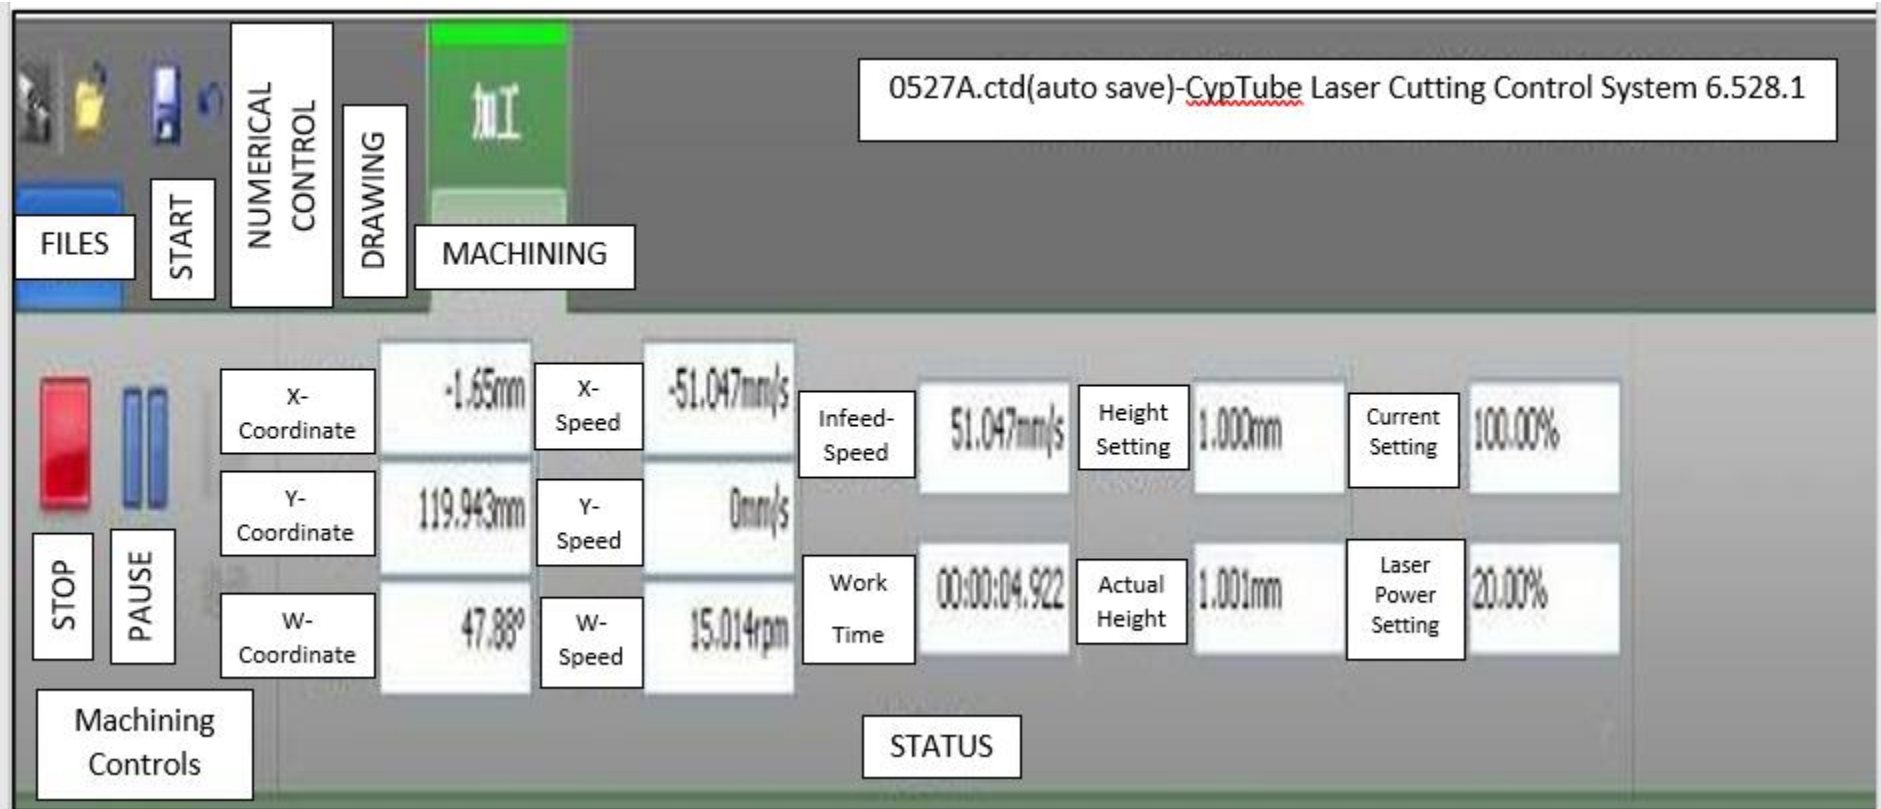 0527A.ctd(auto save)-CypTube Laser Cutting Control System 6.528.1
加工
FILES
START
NUMERICAL
CONTROL
DRAWING
MACHINING
STOP
PAUSE
Machining
Controls
X-
Coordinate
-1.65mm
X-
Speed
-51.047mm/s
Y-
Coordinate
119.943mm
Y-
Speed
0mm/s
W-
Coordinate
47.88°
W-
Speed
15.014rpm
Infeed-
Speed
51.047mm/s
Height
Setting
1.000mm
Current
Setting
100.00%
Work
Time
00:00:04.922
Actual
Height
1.001mm
Laser
Power
Setting
20.00%
STATUS